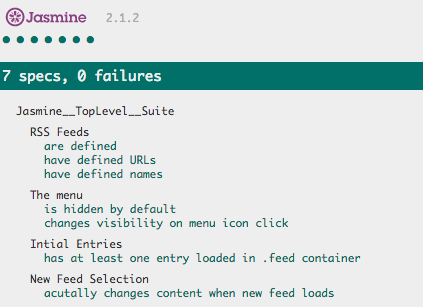 Jasmine 2.1.2
7 specs, 0 failures
Jasmine__TopLevel__Suite
RSS Feeds
are defined
have defined URLs
have defined names
The menu
is hidden by default
changes visibility on menu icon click
Intial Entries
has at least one entry loaded in .feed container
New Feed Selection
acutally changes content when new feed loads